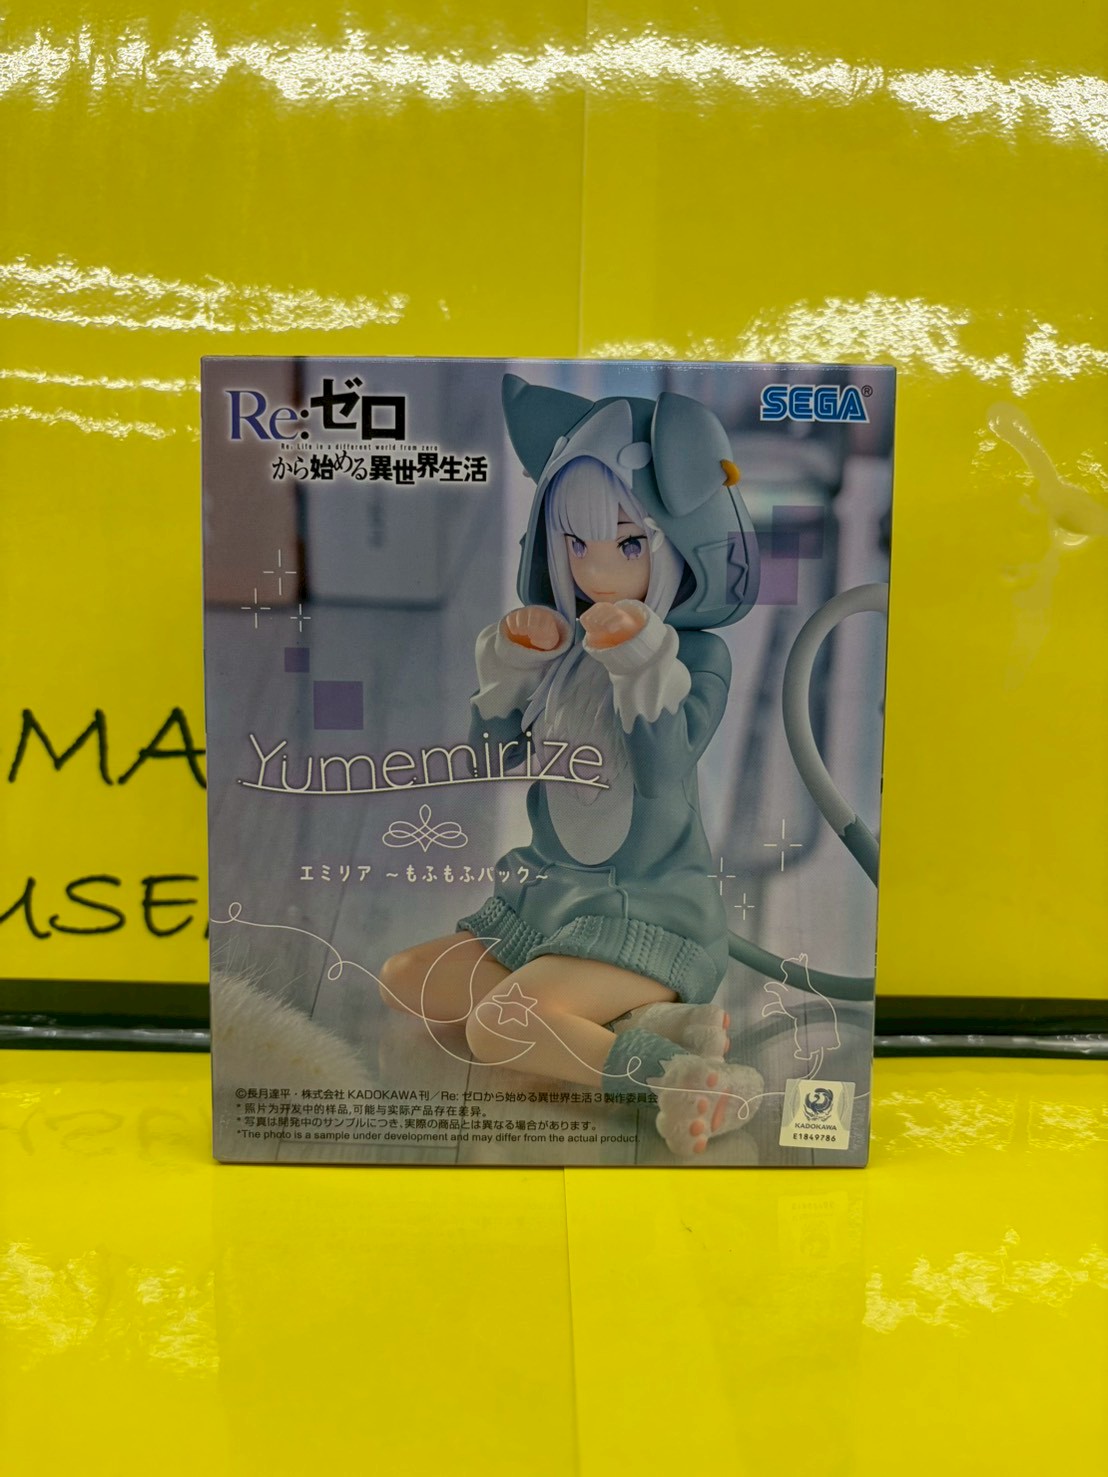 Re:ゼロ
Re: Life in a different world from zero
から始める異世界生活
SEGA®
MA
USE
Yumemirize
エミリア ～もふもふパック～
©長月達平・株式会社KADOKAWA刊／Re:ゼロから始める異世界生活3製作委員会
* 照片为开发中的样品,可能与实际产品存在差异。
* 写真は開発中のサンプルにつき、実際の商品とは異なる場合があります。
*The photo is a sample under development and may differ from the actual product.
KADOKAWA
E1849786